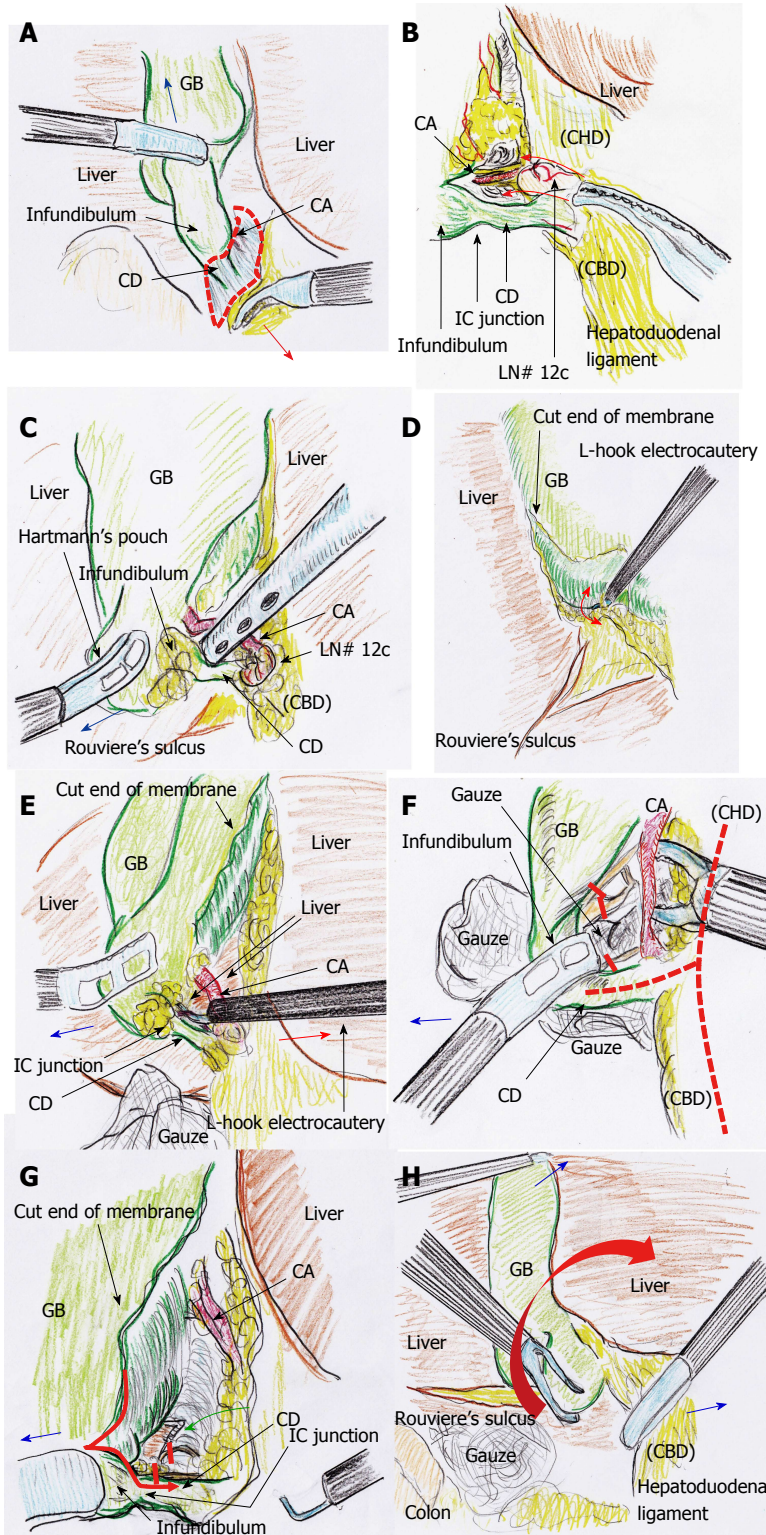 A
GB
Liver
Liver
Infundibulum
CA
CD
B
Liver
CA
(CHD)
(CBD)
CD
IC junction
Infundibulum
Hepatoduodenal
ligament
LN# 12c
C
Liver
GB
Liver
Hartmann's pouch
Infundibulum
CA
LN# 12c
(CBD)
CD
Rouviere's sulcus
D
Cut end of membrane
L-hook electrocautery
GB
Liver
Rouviere's sulcus
E
Cut end of membrane
GB
Liver
Liver
Liver
CA
IC junction
CD
L-hook electrocautery
Gauze
F
Gauze
CA
(CHD)
Infundibulum
GB
Gauze
Gauze
CD
(CBD)
G
Cut end of membrane
Liver
CA
GB
CD
IC junction
Infundibulum
H
GB
Liver
Liver
Rouviere's sulcus
Gauze
(CBD)
Colon
Hepatoduodenal
ligament